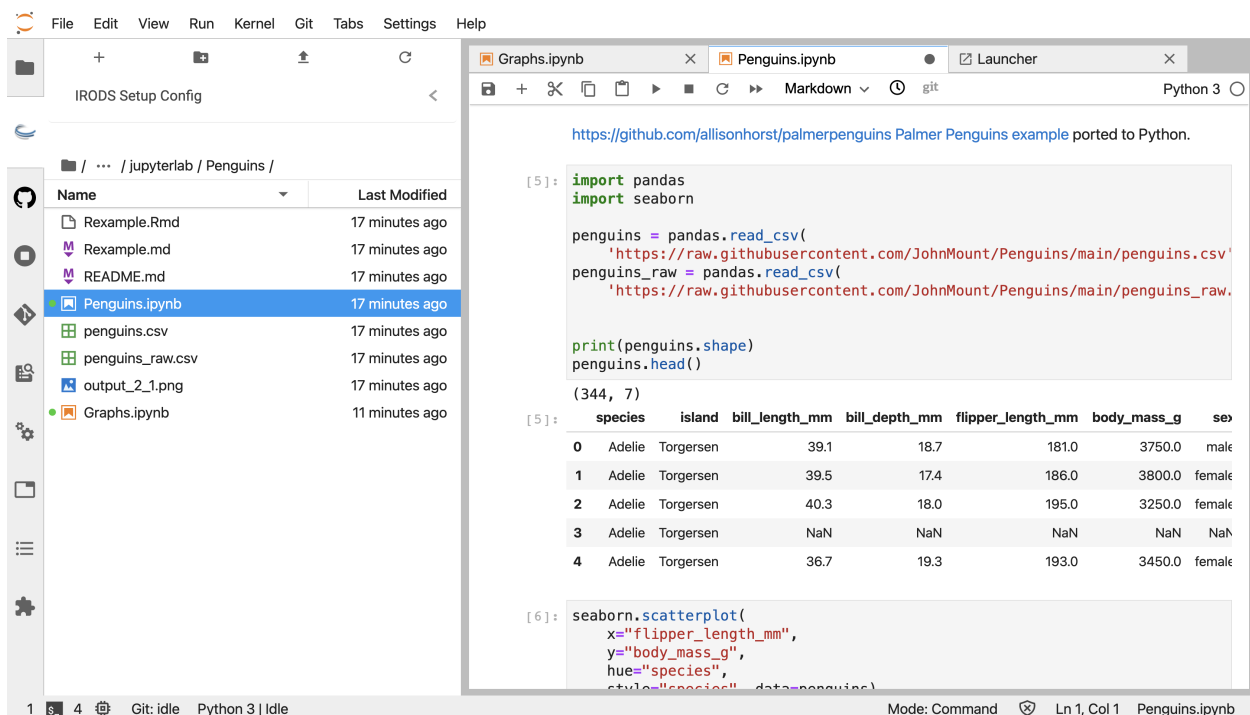 File Edit View Run Kernel Git Tabs Settings Help
IRODS Setup Config
/ ··· / jupyterlab / Penguins /
Name Last Modified
Rexample.Rmd 17 minutes ago
Rexample.md 17 minutes ago
README.md 17 minutes ago
Penguins.ipynb 17 minutes ago
penguins.csv 17 minutes ago
penguins_raw.csv 17 minutes ago
output_2_1.png 17 minutes ago
Graphs.ipynb 11 minutes ago
Graphs.ipynb Penguins.ipynb Launcher
Markdown git Python 3
https://github.com/allisonhorst/palmerpenguins Palmer Penguins example ported to Python.
[5]: import pandas
import seaborn
penguins = pandas.read_csv(
'https://raw.githubusercontent.com/JohnMount/Penguins/main/penguins.csv'
penguins_raw = pandas.read_csv(
'https://raw.githubusercontent.com/JohnMount/Penguins/main/penguins_raw.
print(penguins.shape)
penguins.head()
(344, 7)
[5]: species island bill_length_mm bill_depth_mm flipper_length_mm body_mass_g sex
0 Adelie Torgersen 39.1 18.7 181.0 3750.0 male
1 Adelie Torgersen 39.5 17.4 186.0 3800.0 female
2 Adelie Torgersen 40.3 18.0 195.0 3250.0 female
3 Adelie Torgersen NaN NaN NaN NaN NaN
4 Adelie Torgersen 36.7 19.3 193.0 3450.0 female
[6]: seaborn.scatterplot(
x="flipper_length_mm",
y="body_mass_g",
hue="species",
style="species", data=penguins)
1 4 Git: idle Python 3 | Idle Mode: Command Ln 1, Col 1 Penguins.ipynb